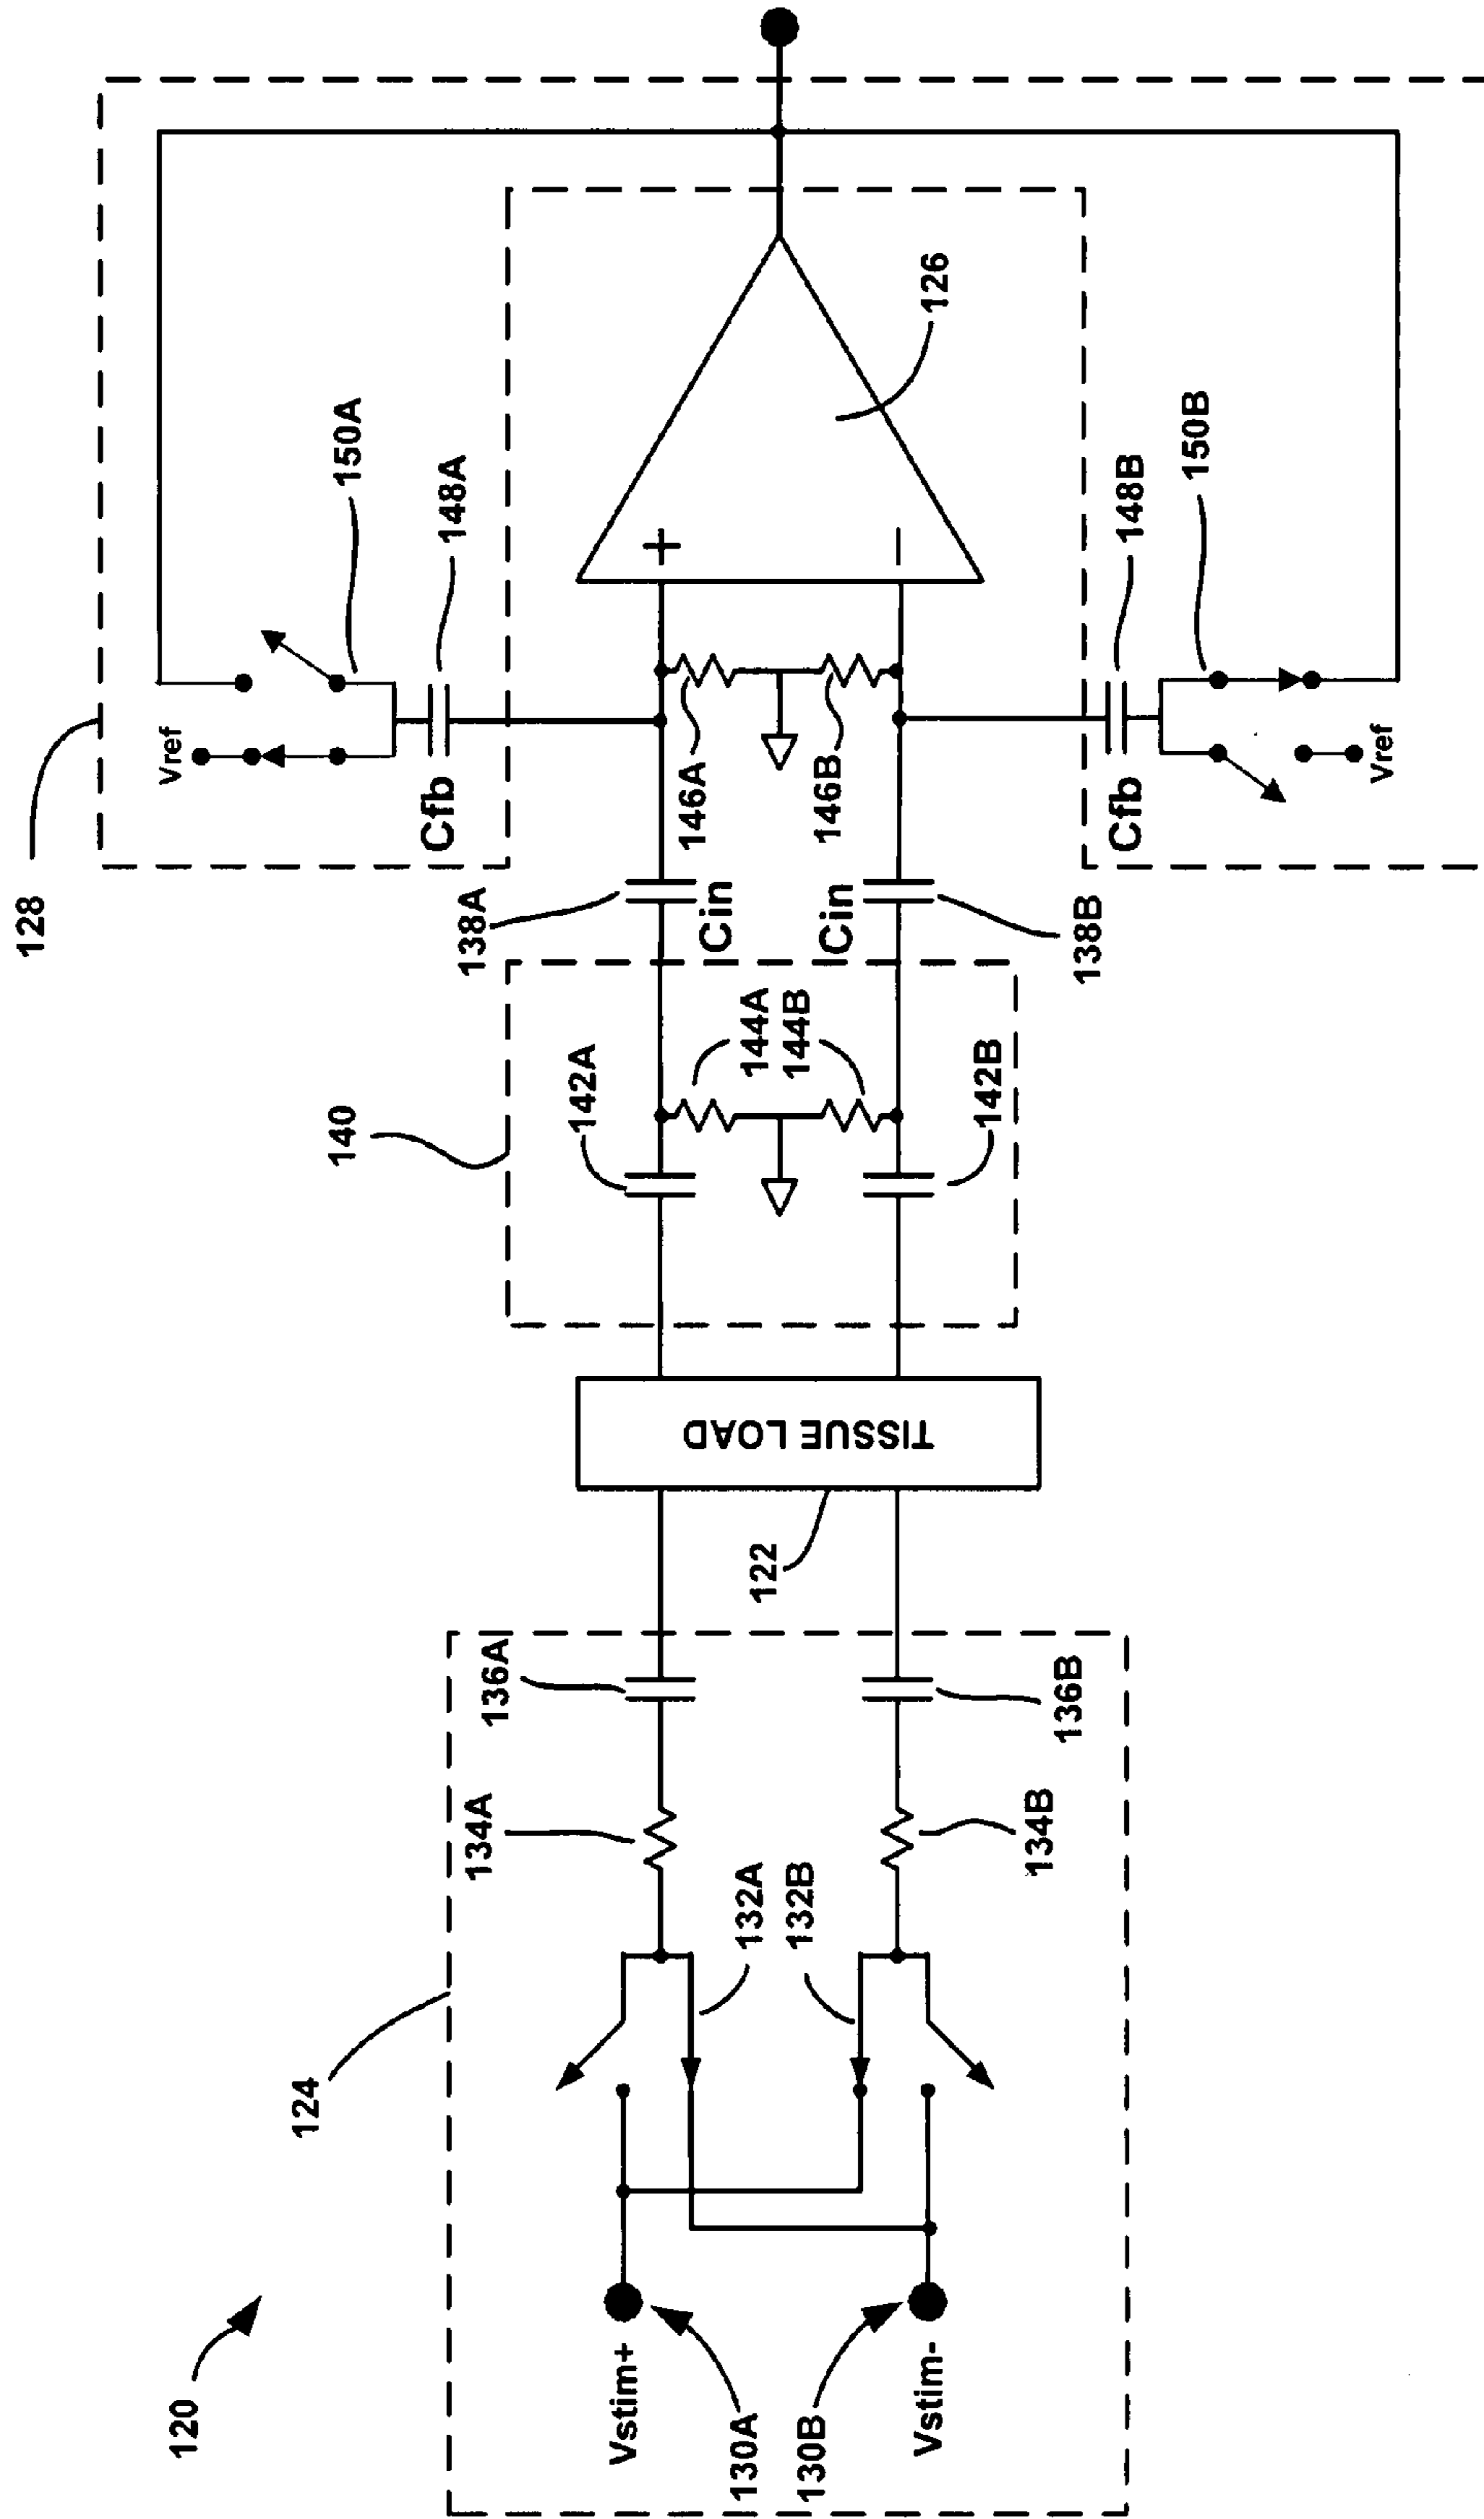 120
124
Vstim+
130A
130B
Vstim-
132A
132B
134A
134B
136A
136B
122
TISSUE LOAD
140
142A
144A
144B
142B
138A
Cin
Cin
138B
128
Vref
150A
Cfb
148A
146A
146B
126
Cfb
148B
150B
Vref
+
−